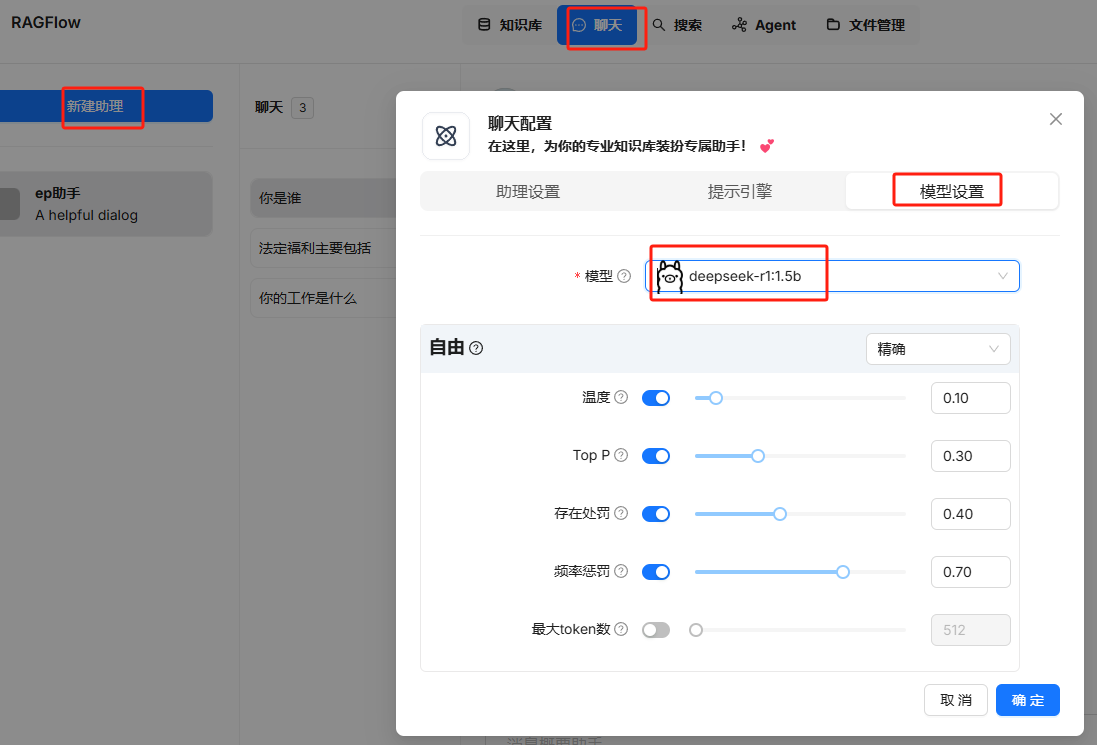 RAGFlow
知识库 聊天 搜索 Agent 文件管理
新建助理
ep助手
A helpful dialog
聊天 3
你是谁
法定福利主要包括
你的工作是什么
聊天配置
在这里，为你的专业知识库装扮专属助手！ 💕
助理设置 提示引擎 模型设置
* 模型 deepseek-r1:1.5b
自由 精确
温度 0.10
Top P 0.30
存在处罚 0.40
频率惩罚 0.70
最大token数 512
取 消 确 定